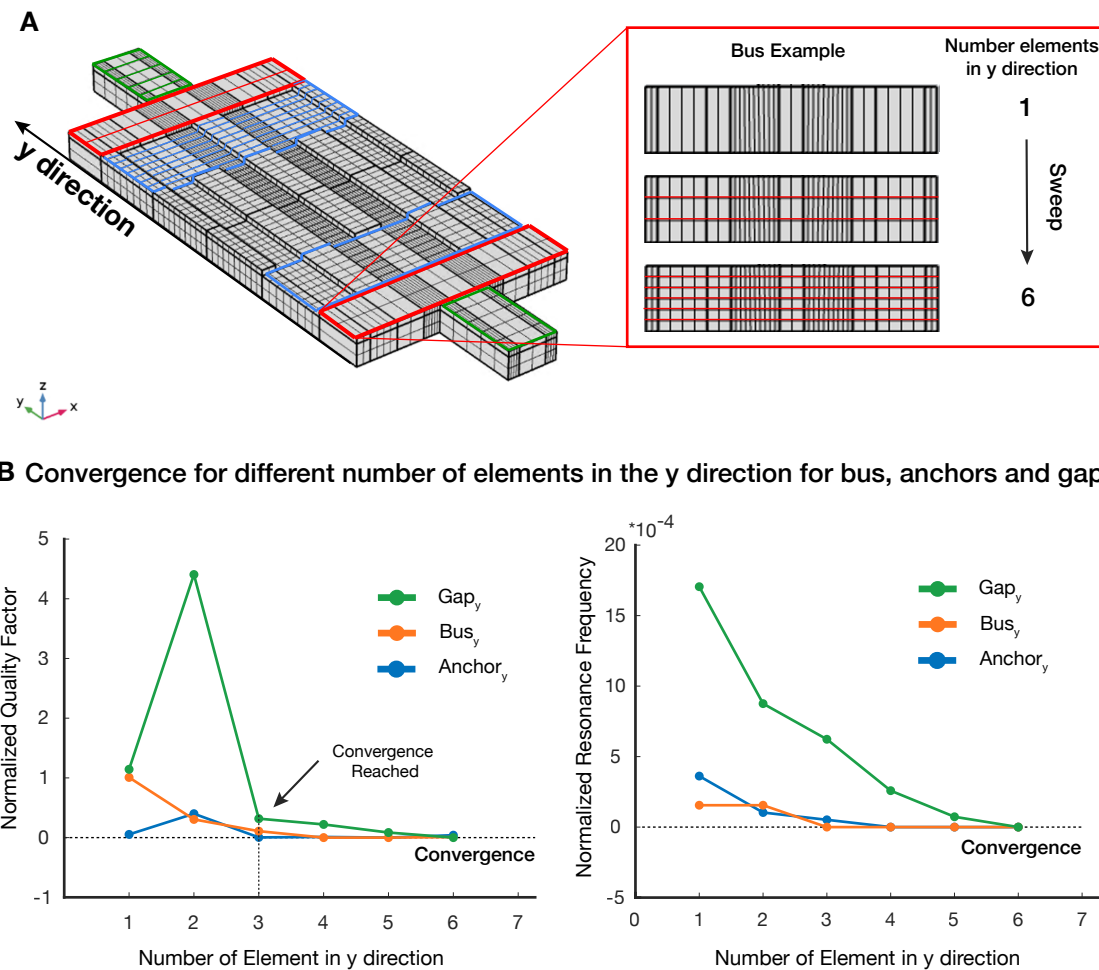 A
y direction
z
y
x
Bus Example
Number elements
in y direction
1
Sweep
6
B Convergence for different number of elements in the y direction for bus, anchors and gap
Normalized Quality Factor
5
4
3
2
1
0
-1
Gapy
Busy
Anchory
Convergence
Reached
Convergence
1 2 3 4 5 6 7
Number of Element in y direction
*10-4
Normalized Resonance Frequency
20
15
10
5
0
-5
Gapy
Busy
Anchory
Convergence
0 1 2 3 4 5 6 7
Number of Element in y direction